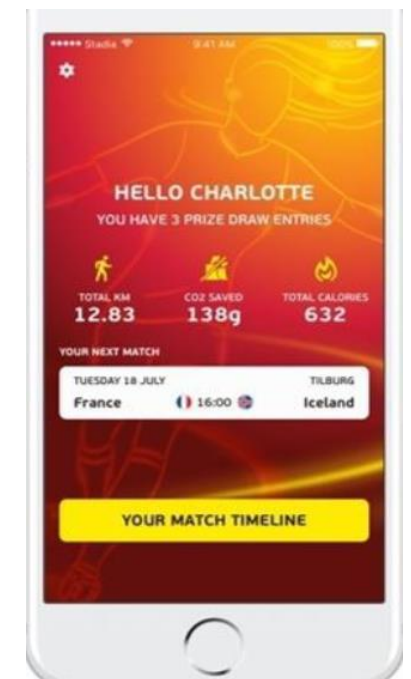 Stadia 9:41 AM 100%
HELLO CHARLOTTE
YOU HAVE 3 PRIZE DRAW ENTRIES
TOTAL KM CO2 SAVED TOTAL CALORIES
12.83 138g 632
YOUR NEXT MATCH
TUESDAY 18 JULY TILBURG
France 16:00 Iceland
YOUR MATCH TIMELINE